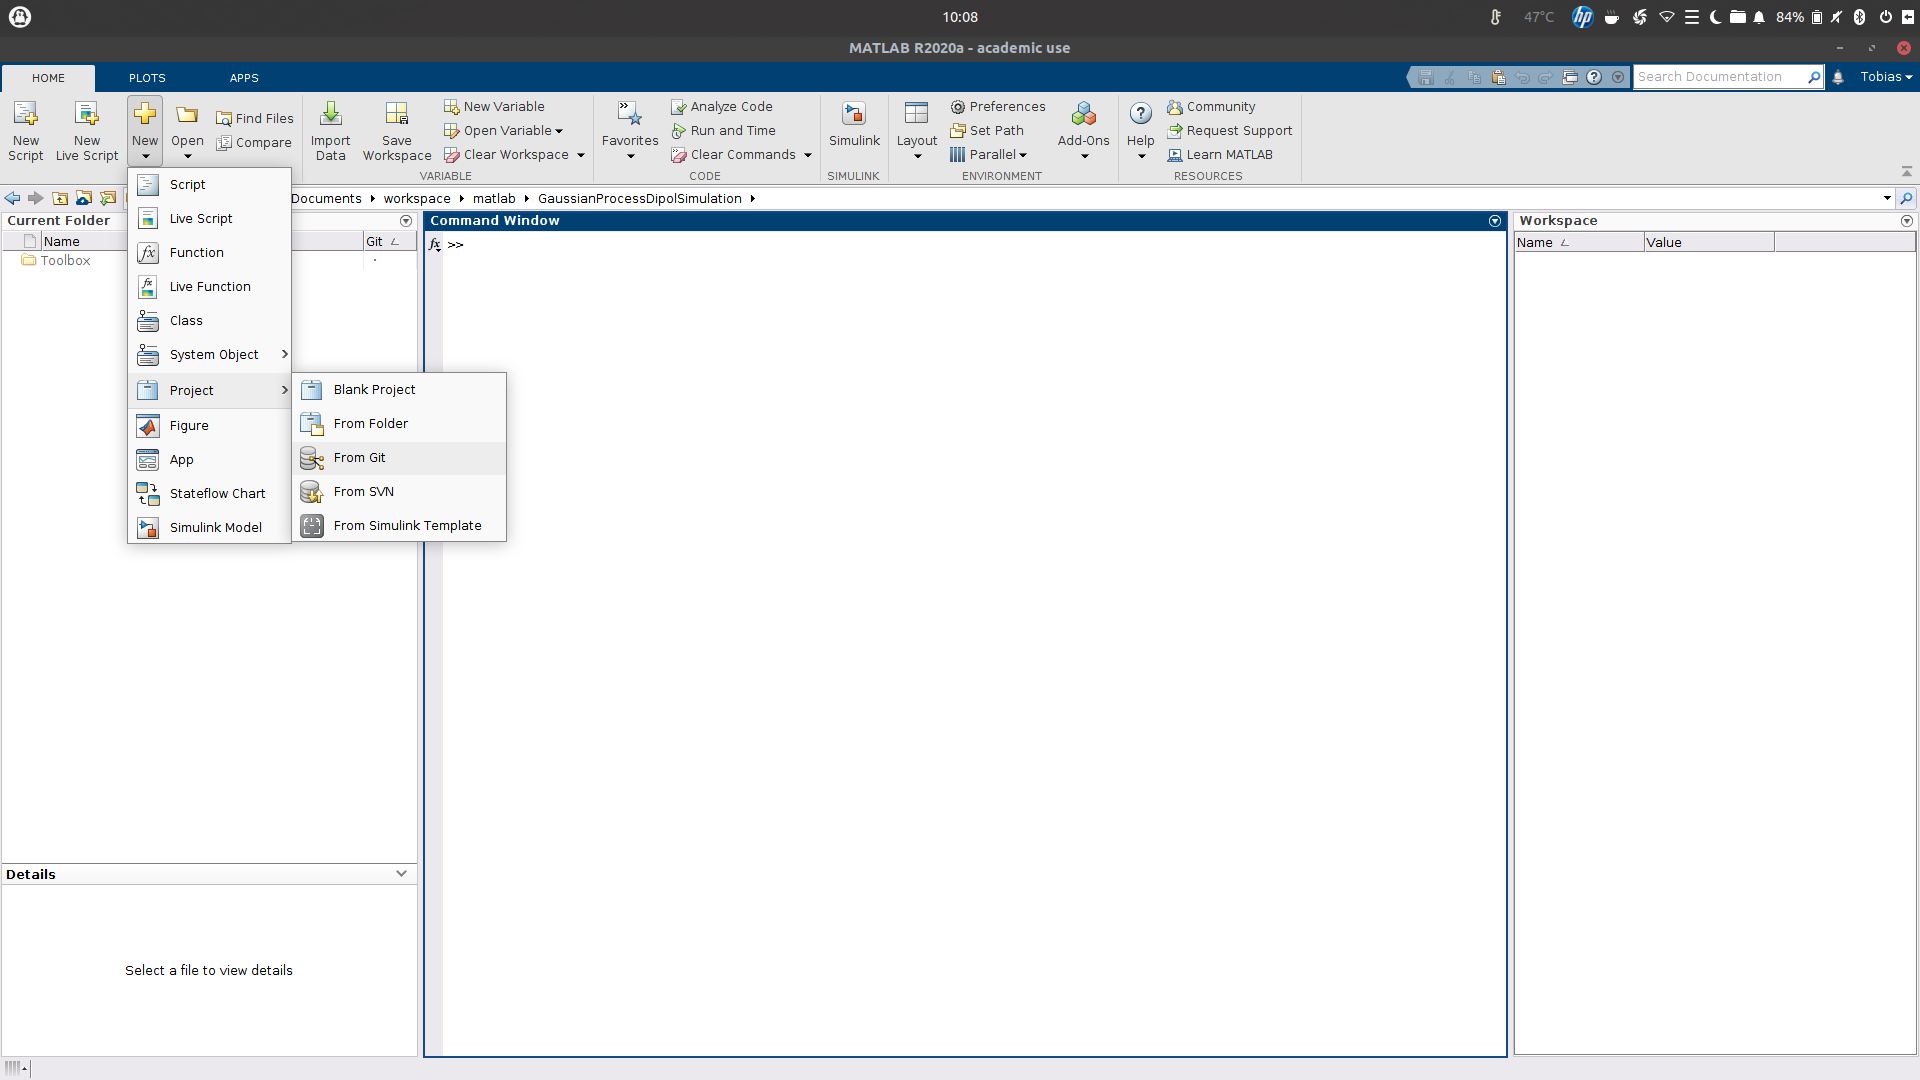 10:08
47°C
hp
84%
MATLAB R2020a - academic use
HOME PLOTS APPS
Search Documentation
Tobias
New Script
New Live Script
New
Open
Find Files
Compare
Import Data
Save Workspace
New Variable
Open Variable
Clear Workspace
VARIABLE
Favorites
Analyze Code
Run and Time
Clear Commands
CODE
Simulink
SIMULINK
Layout
Preferences
Set Path
Parallel
Add-Ons
ENVIRONMENT
Help
Community
Request Support
Learn MATLAB
RESOURCES
Documents workspace matlab GaussianProcessDipolSimulation
Current Folder
Name Git
Toolbox
Script
Live Script
Function
Live Function
Class
System Object
Project
Figure
App
Stateflow Chart
Simulink Model
Blank Project
From Folder
From Git
From SVN
From Simulink Template
Command Window
fx >>
Workspace
Name Value
Details
Select a file to view details